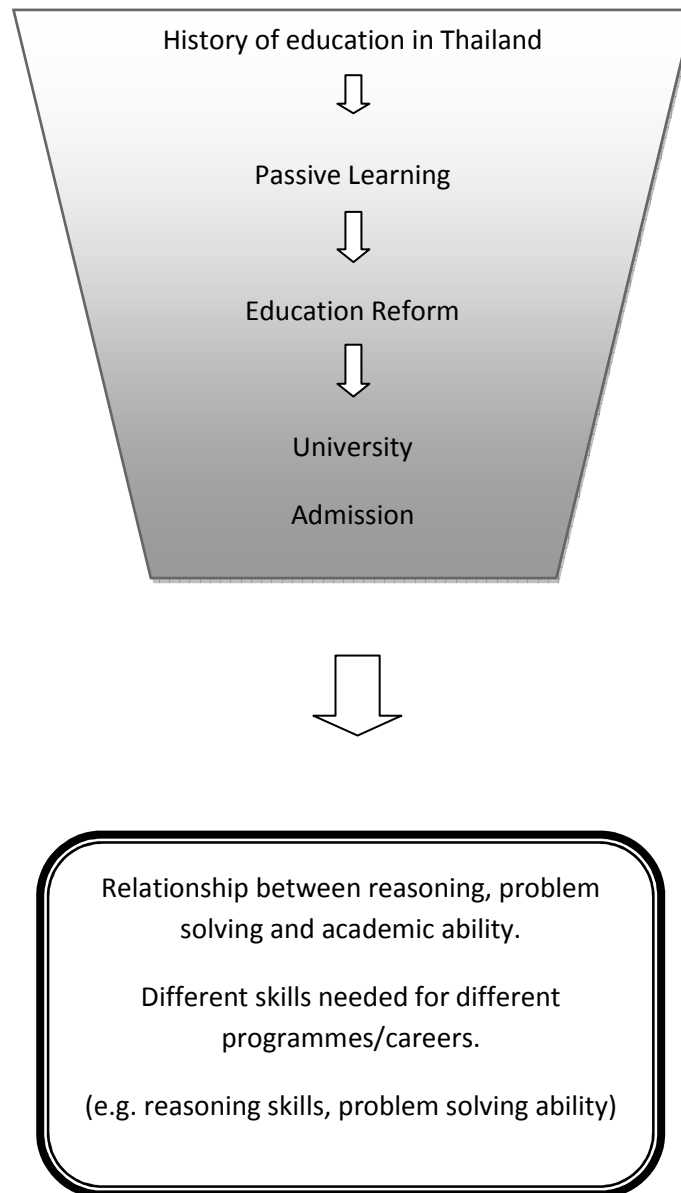 History of education in Thailand
Passive Learning
Education Reform
University
Admission
Relationship between reasoning, problem
solving and academic ability.
Different skills needed for different
programmes/careers.
(e.g. reasoning skills, problem solving ability)